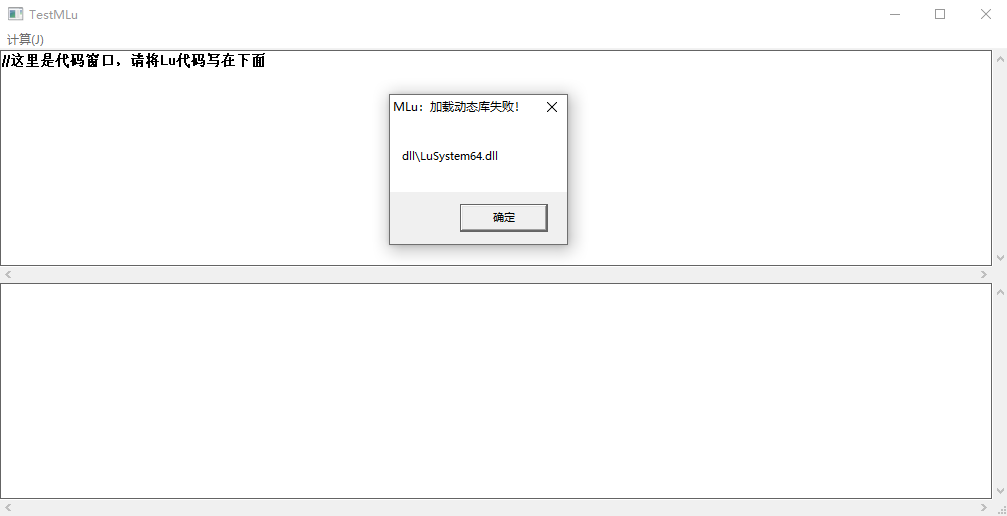 TestMLu
计算(J)
//这里是代码窗口，请将Lu代码写在下面
MLu：加载动态库失败！
dll\LuSystem64.dll
确定